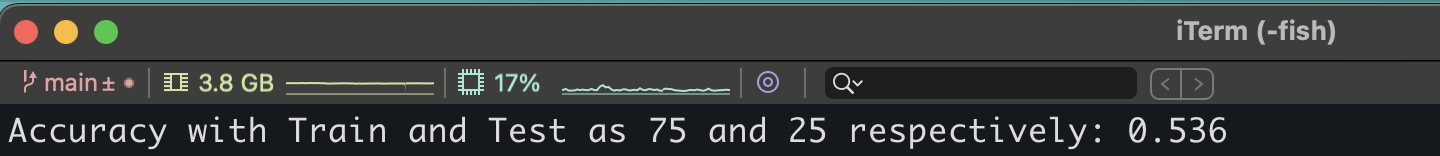 iTerm (-fish)
main ± 3.8 GB 17%
Accuracy with Train and Test as 75 and 25 respectively: 0.536